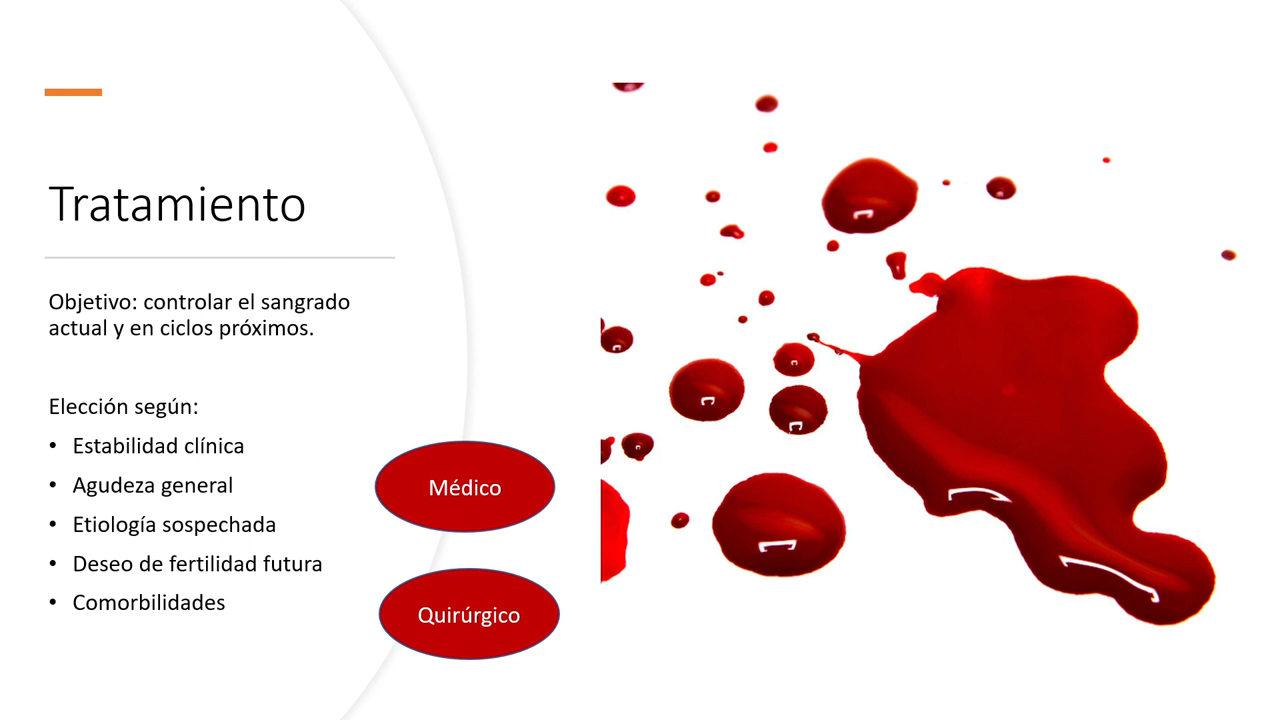 Tratamiento
Objetivo: controlar el sangrado
actual y en ciclos próximos.
Elección según:
• Estabilidad clínica
• Agudeza general
• Etiología sospechada
• Deseo de fertilidad futura
• Comorbilidades
Médico
Quirúrgico